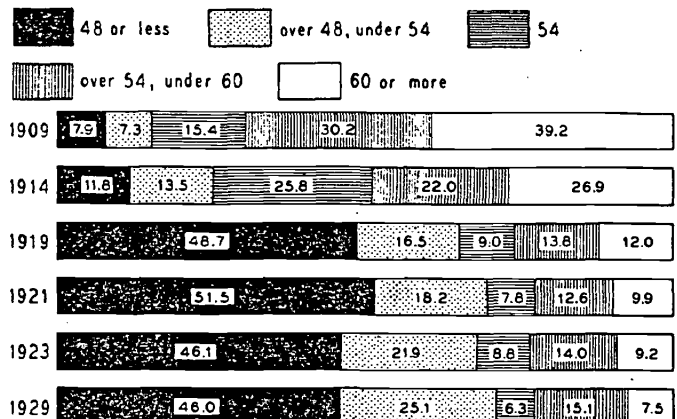 48 or less over 48, under 54 54
over 54, under 60 60 or more
1909 7.9 7.3 15.4 30.2 39.2
1914 11.8 13.5 25.8 22.0 26.9
1919 48.7 16.5 9.0 13.8 12.0
1921 51.5 18.2 7.8 12.6 9.9
1923 46.1 21.9 8.8 14.0 9.2
1929 46.0 25.1 6.3 15.1 7.5